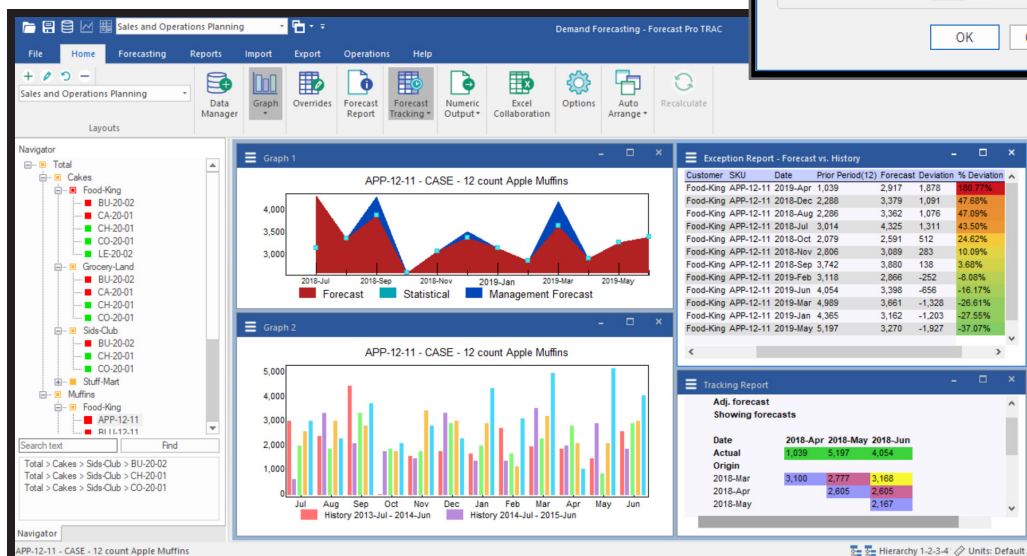 OK
Sales and Operations Planning
Demand Forecasting - Forecast Pro TRAC
File Home Forecasting Reports Import Export Operations Help
Sales and Operations Planning
Data Manager
Graph
Overrides
Forecast Report
Forecast Tracking
Numeric Output
Excel Collaboration
Options
Auto Arrange
Recalculate
Layouts
Navigator
Total
Cakes
Food-King
BU-20-02
CA-20-01
CH-20-01
CO-20-01
LE-20-02
Grocery-Land
BU-20-02
CA-20-01
CH-20-01
CO-20-01
Sids-Club
BU-20-02
CH-20-01
CO-20-01
Stuff-Mart
Muffins
Food-King
APP-12-11
BLU-12-11
Search text Find
Total > Cakes > Sids-Club > BU-20-02
Total > Cakes > Sids-Club > CH-20-01
Total > Cakes > Sids-Club > CO-20-01
Navigator
Graph 1
APP-12-11 - CASE - 12 count Apple Muffins
4,000
3,500
3,000
2018-Jul 2018-Sep 2018-Nov 2019-Jan 2019-Mar 2019-May
Forecast Statistical Management Forecast
Graph 2
APP-12-11 - CASE - 12 count Apple Muffins
5,000
4,000
3,000
2,000
1,000
0
Jul Aug Sep Oct Nov Dec Jan Feb Mar Apr May Jun
History 2013-Jul - 2014-Jun History 2014-Jul - 2015-Jun
Exception Report - Forecast vs. History
Customer SKU Date Prior Period(12) Forecast Deviation % Deviation
Food-King APP-12-11 2019-Apr 1,039 2,917 1,878 180.77%
Food-King APP-12-11 2018-Dec 2,288 3,379 1,091 47.68%
Food-King APP-12-11 2018-Aug 2,286 3,362 1,076 47.09%
Food-King APP-12-11 2018-Jul 3,014 4,325 1,311 43.50%
Food-King APP-12-11 2018-Oct 2,079 2,591 512 24.62%
Food-King APP-12-11 2018-Nov 2,806 3,089 283 10.09%
Food-King APP-12-11 2018-Sep 3,742 3,880 138 3.68%
Food-King APP-12-11 2019-Feb 3,118 2,866 -252 -8.08%
Food-King APP-12-11 2019-Jun 4,054 3,398 -656 -16.17%
Food-King APP-12-11 2019-Mar 4,989 3,661 -1,328 -26.61%
Food-King APP-12-11 2019-Jan 4,365 3,162 -1,203 -27.55%
Food-King APP-12-11 2019-May 5,197 3,270 -1,927 -37.07%
Tracking Report
Adj. forecast
Showing forecasts
Date 2018-Apr 2018-May 2018-Jun
Actual 1,039 5,197 4,054
Origin
2018-Mar 3,100 2,777 3,168
2018-Apr 2,605 2,605
2018-May 2,167
APP-12-11 - CASE - 12 count Apple Muffins
Hierarchy 1-2-3-4 Units: Default